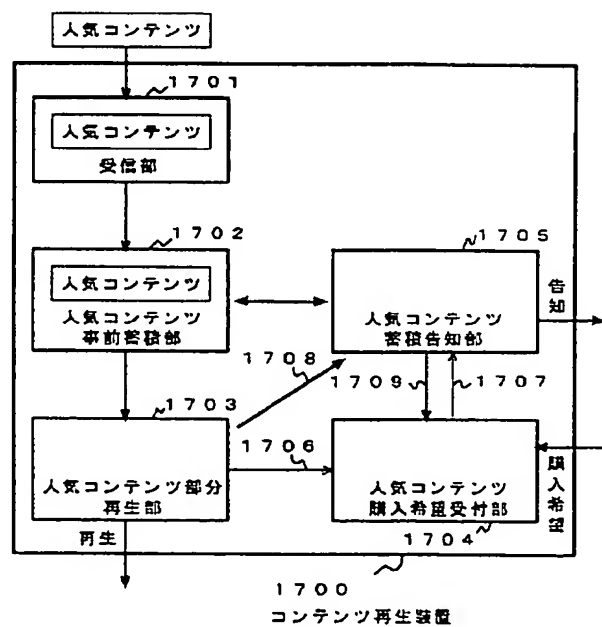 人気コンテンツ
1701
人気コンテンツ
受信部
1702
人気コンテンツ
人気コンテンツ
事前蓄積部
1705
人気コンテンツ
蓄積告知部
告知
1708
1709
1707
1703
人気コンテンツ部分
再生部
1706
人気コンテンツ
購入希望受付部
購入希望
1704
再生
1700
コンテンツ再生装置